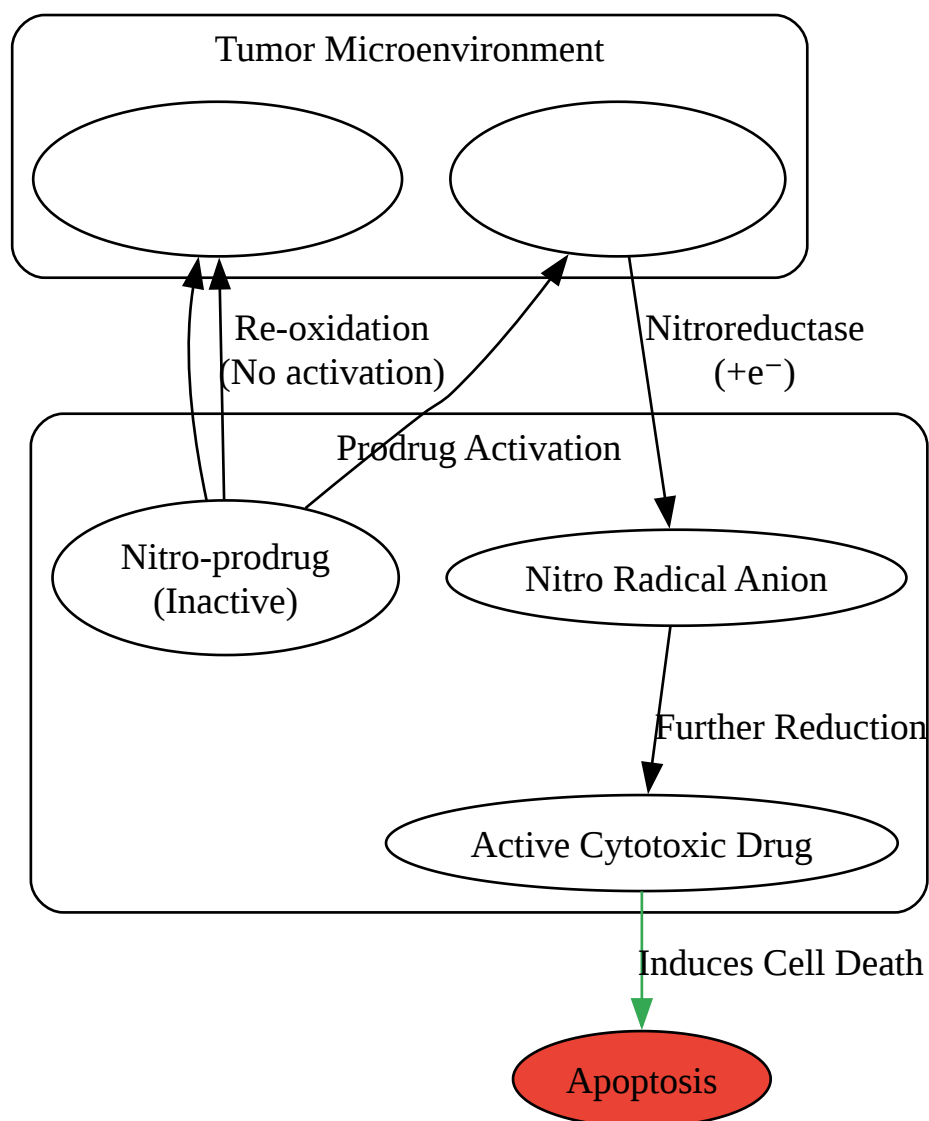 Tumor Microenvironment
Re-oxidation
(No activation)
Nitroreductase
(+e⁻)
Prodrug Activation
Nitro-prodrug
(Inactive)
Nitro Radical Anion
Further Reduction
Active Cytotoxic Drug
Induces Cell Death
Apoptosis